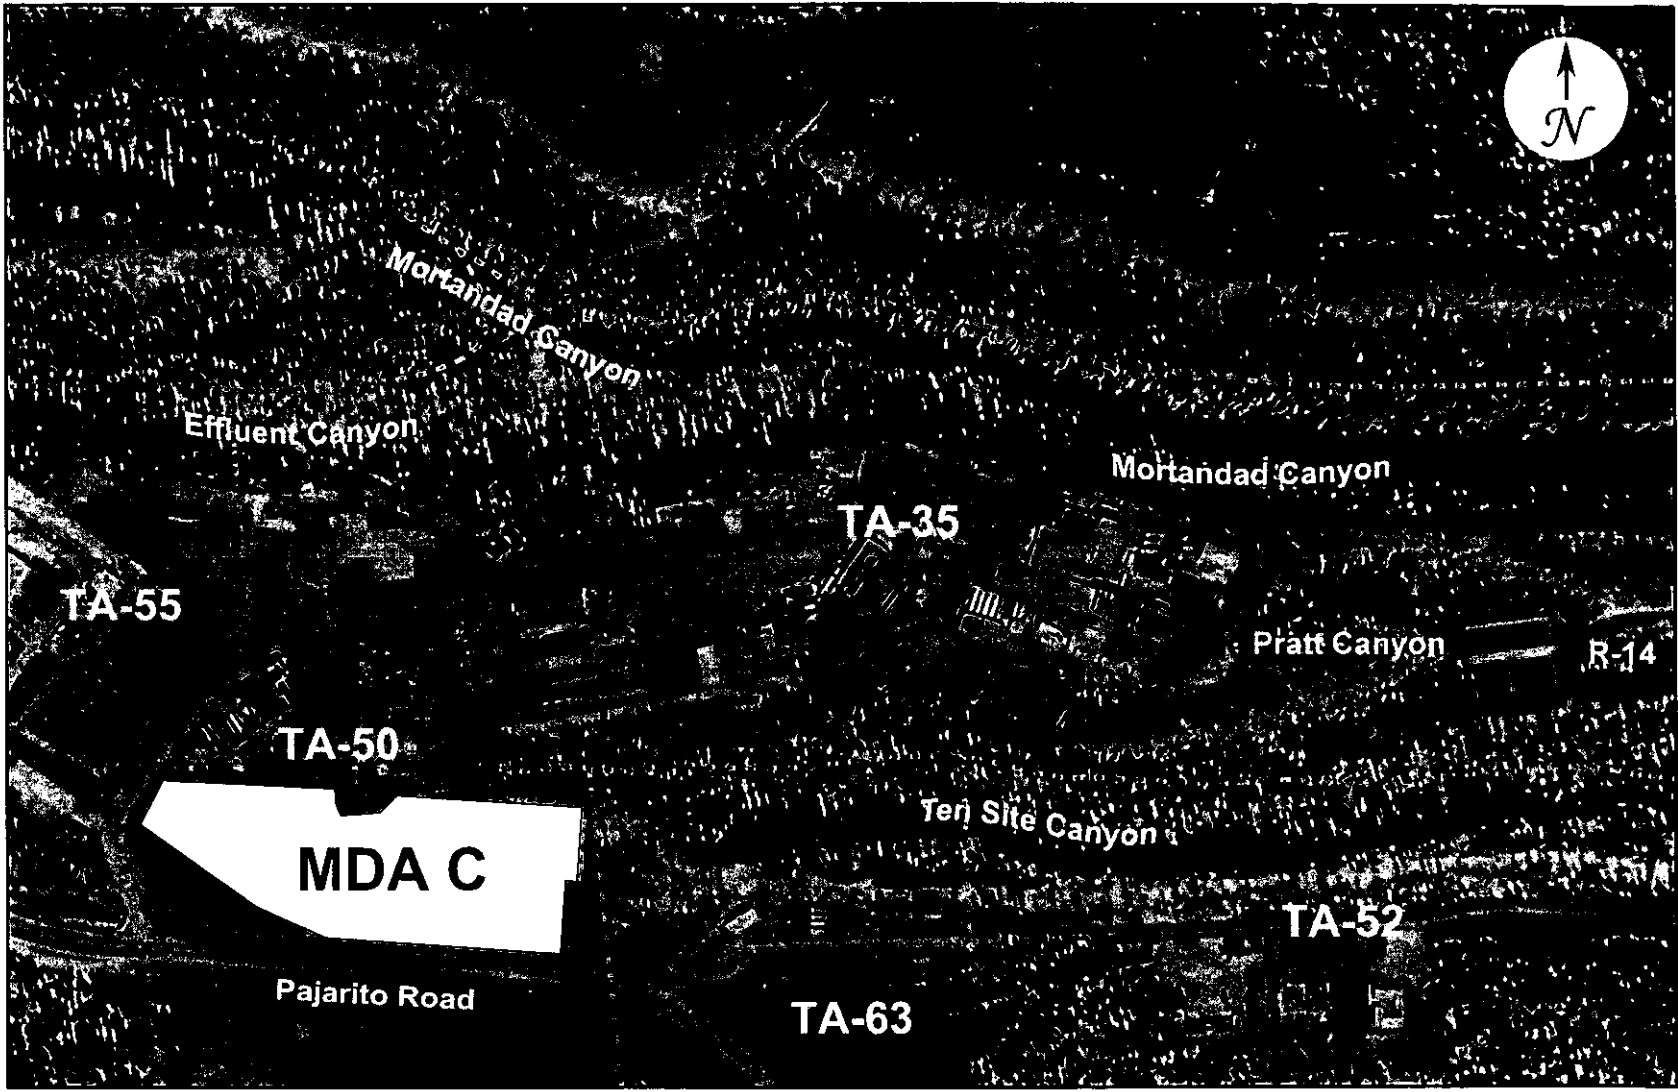 N
Mortandad Canyon
Effluent Canyon
Mortandad Canyon
TA-35
TA-55
Pratt Canyon
R-14
TA-50
Ten Site Canyon
MDA C
TA-52
Pajarito Road
TA-63